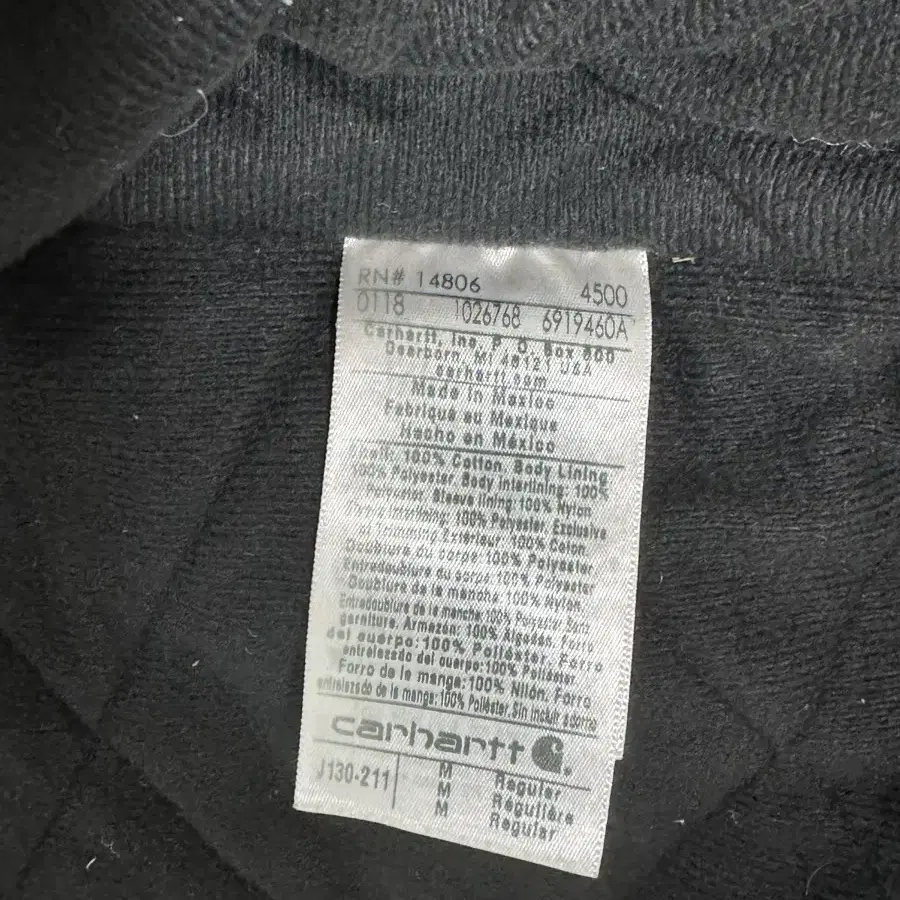 RN# 14806 4500
0118 1026768 6919460A
Carhartt, Inc. P. O. Box 600
Dearborn, MI 48121 USA
carhartt.com
Made in Mexico
Fabriqué au Mexique
Hecho en México
Shell: 100% Cotton. Body Lining
100% Polyester. Body interlining: 100%
Polyester. Sleeve lining: 100% Nylon
interlining: 100% Polyester. Exclusive
of Trimming Extérieur: 100% Coton.
Doublure du corps: 100% Polyester
Entredoublure du corps: 100% Polyester
Doublure de la manche: 100% Nylon.
Entredoublure de la manche: 100% Polyester Sans
garniture. Armazón: 100% Algodón. Forro
del cuerpo: 100% Poliéster. Forro
entrelazado del cuerpo: 100% Poliéster
Forro de la manga: 100% Nilón. Forro
entrelazado de la manga: 100% Poliéster. Sin incluir adorno
carhartt
J130-211 M Regular
M Régulière
M Regular